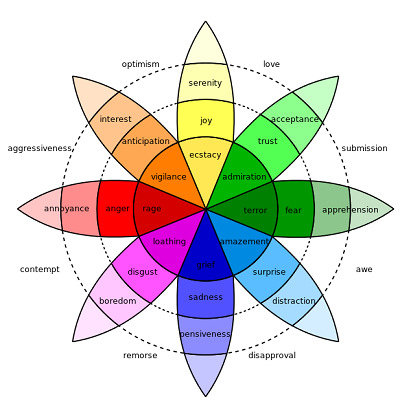 optimism
love
serenity
interest
joy
acceptance
aggressiveness
anticipation
trust
submission
ecstacy
vigilance
admiration
annoyance
anger
rage
terror
fear
apprehension
loathing
amazement
contempt
disgust
grief
surprise
awe
boredom
sadness
distraction
pensiveness
remorse
disapproval